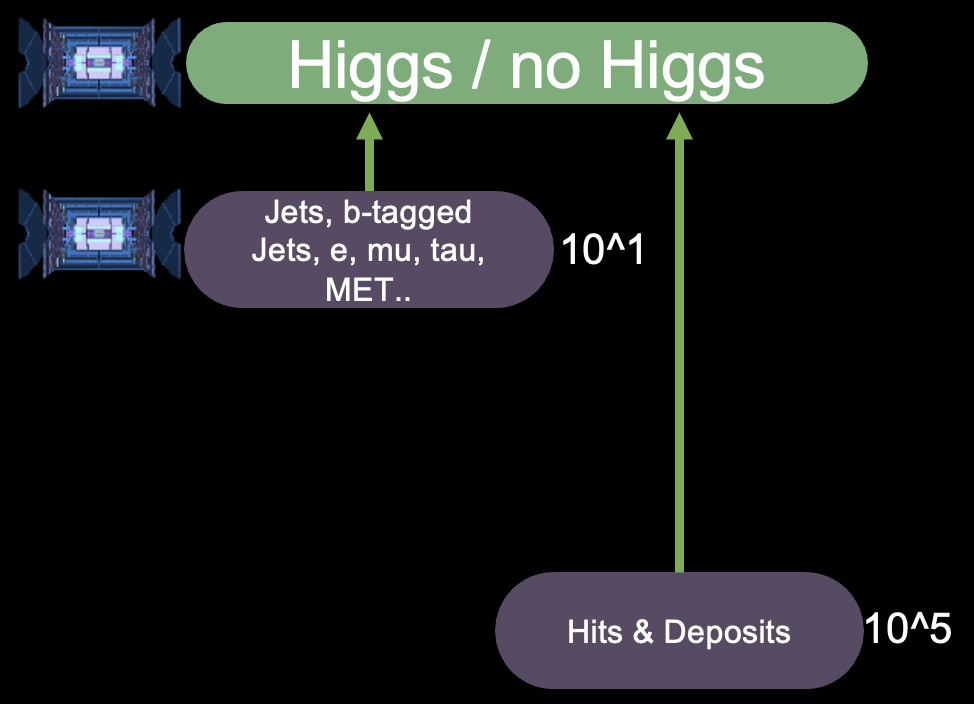 Higgs / no Higgs
Jets, b-tagged
Jets, e, mu, tau,
MET..
10^1
Hits & Deposits
10^5